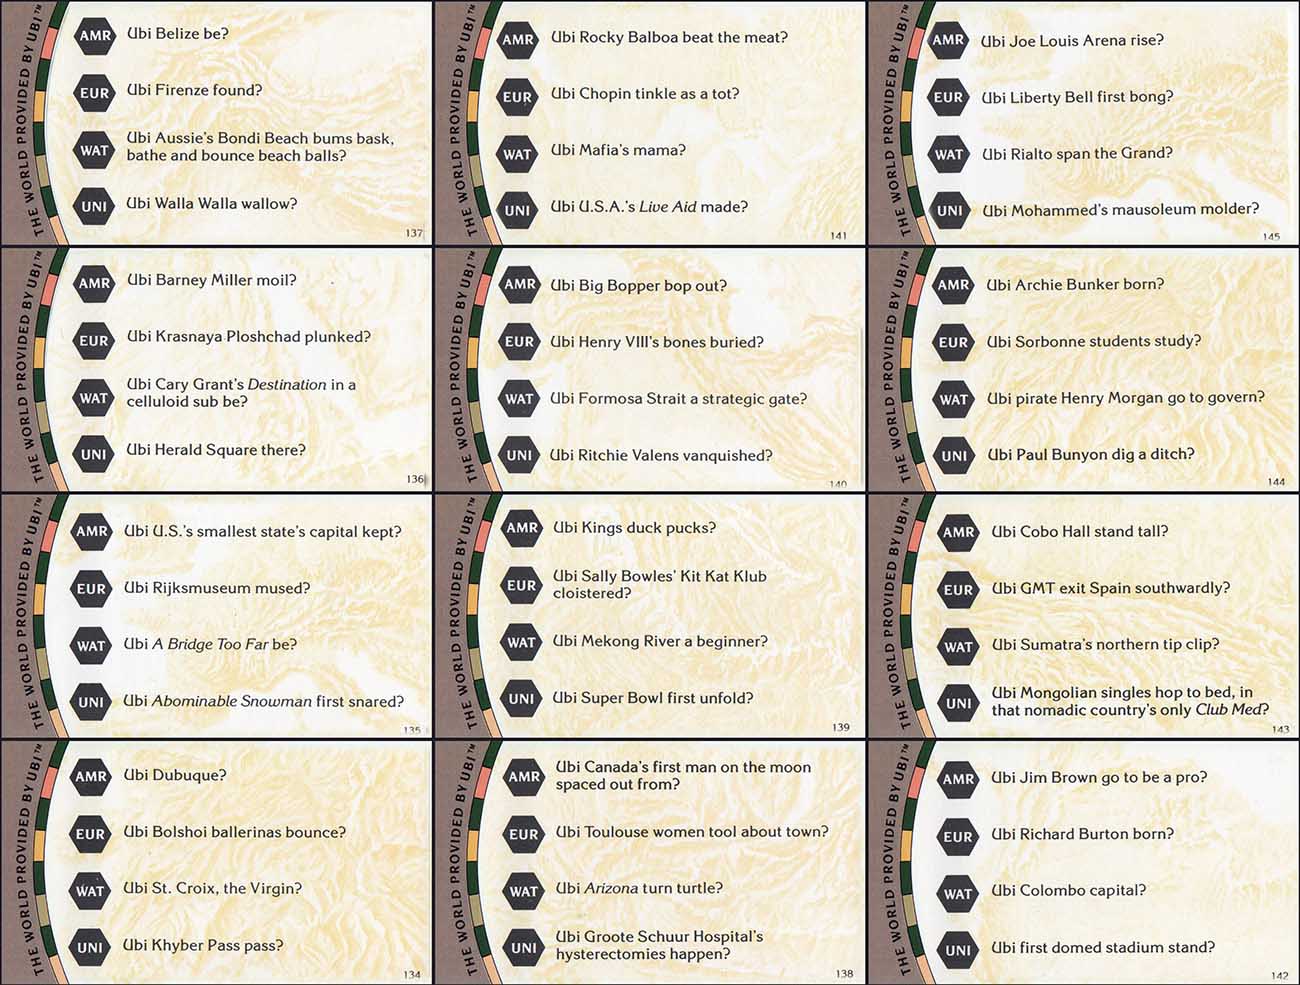 THE WORLD PROVIDED BY UBI™
AMR Ubi Belize be?
EUR Ubi Firenze found?
WAT Ubi Aussie's Bondi Beach bums bask,
bathe and bounce beach balls?
UNI Ubi Walla Walla wallow?
137
THE WORLD PROVIDED BY UBI™
AMR Ubi Rocky Balboa beat the meat?
EUR Ubi Chopin tinkle as a tot?
WAT Ubi Mafia's mama?
UNI Ubi U.S.A.'s Live Aid made?
141
THE WORLD PROVIDED BY UBI™
AMR Ubi Joe Louis Arena rise?
EUR Ubi Liberty Bell first bong?
WAT Ubi Rialto span the Grand?
UNI Ubi Mohammed's mausoleum molder?
145
THE WORLD PROVIDED BY UBI™
AMR Ubi Barney Miller moil?
EUR Ubi Krasnaya Ploshchad plunked?
WAT Ubi Cary Grant's Destination in a
celluloid sub be?
UNI Ubi Herald Square there?
136
THE WORLD PROVIDED BY UBI™
AMR Ubi Big Bopper bop out?
EUR Ubi Henry VIII's bones buried?
WAT Ubi Formosa Strait a strategic gate?
UNI Ubi Ritchie Valens vanquished?
140
THE WORLD PROVIDED BY UBI™
AMR Ubi Archie Bunker born?
EUR Ubi Sorbonne students study?
WAT Ubi pirate Henry Morgan go to govern?
UNI Ubi Paul Bunyon dig a ditch?
144
THE WORLD PROVIDED BY UBI™
AMR Ubi U.S.'s smallest state's capital kept?
EUR Ubi Rijksmuseum mused?
WAT Ubi A Bridge Too Far be?
UNI Ubi Abominable Snowman first snared?
135
THE WORLD PROVIDED BY UBI™
AMR Ubi Kings duck pucks?
EUR Ubi Sally Bowles' Kit Kat Klub
cloistered?
WAT Ubi Mekong River a beginner?
UNI Ubi Super Bowl first unfold?
139
THE WORLD PROVIDED BY UBI™
AMR Ubi Cobo Hall stand tall?
EUR Ubi GMT exit Spain southwardly?
WAT Ubi Sumatra's northern tip clip?
UNI Ubi Mongolian singles hop to bed, in
that nomadic country's only Club Med?
143
THE WORLD PROVIDED BY UBI™
AMR Ubi Dubuque?
EUR Ubi Bolshoi ballerinas bounce?
WAT Ubi St. Croix, the Virgin?
UNI Ubi Khyber Pass pass?
134
THE WORLD PROVIDED BY UBI™
AMR Ubi Canada's first man on the moon
spaced out from?
EUR Ubi Toulouse women tool about town?
WAT Ubi Arizona turn turtle?
UNI Ubi Groote Schuur Hospital's
hysterectomies happen?
138
THE WORLD PROVIDED BY UBI™
AMR Ubi Jim Brown go to be a pro?
EUR Ubi Richard Burton born?
WAT Ubi Colombo capital?
UNI Ubi first domed stadium stand?
142